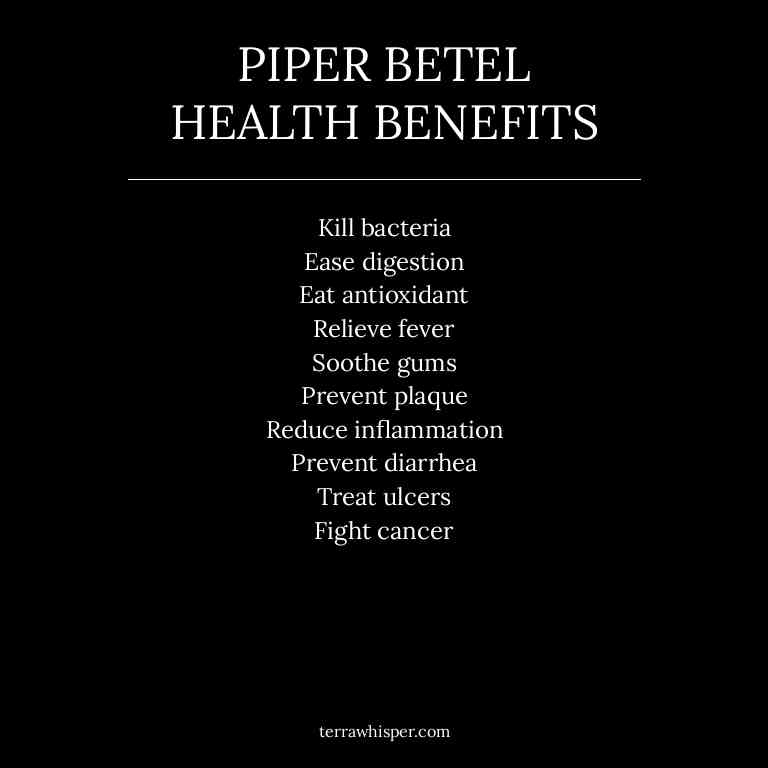 PIPER BETEL
HEALTH BENEFITS
Kill bacteria
Ease digestion
Eat antioxidant
Relieve fever
Soothe gums
Prevent plaque
Reduce inflammation
Prevent diarrhea
Treat ulcers
Fight cancer
terrawhisper.com